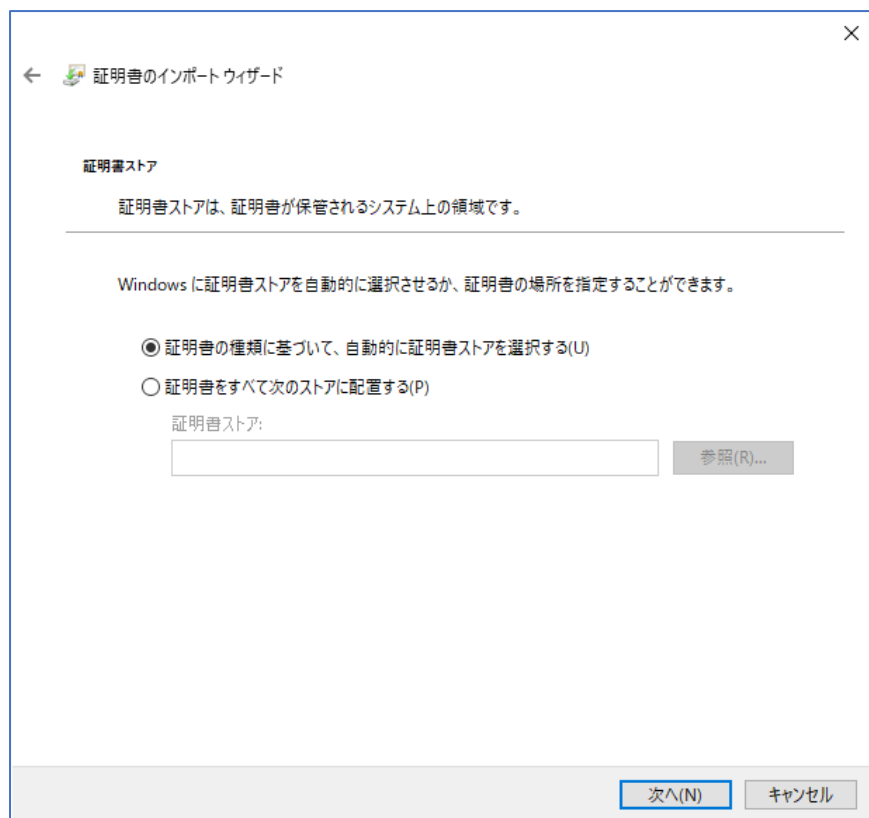 証明書のインポート ウィザード
証明書ストア
証明書ストアは、証明書が保管されるシステム上の領域です。
Windows に証明書ストアを自動的に選択させるか、証明書の場所を指定することができます。
証明書の種類に基づいて、自動的に証明書ストアを選択する(U)
証明書をすべて次のストアに配置する(P)
証明書ストア:
参照(R)...
次へ(N) キャンセル